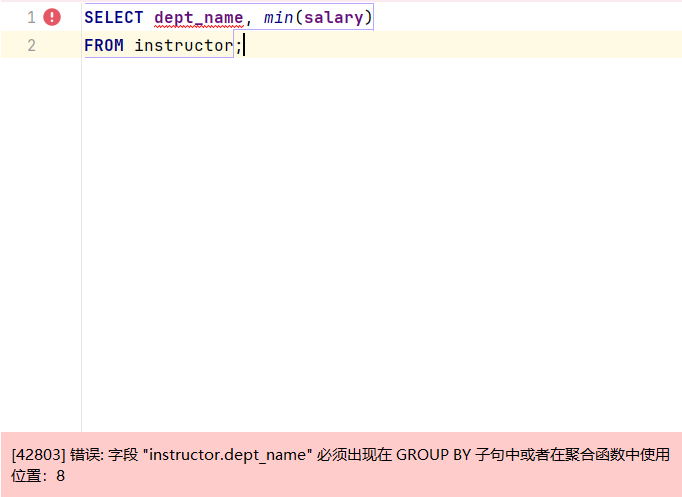 1 SELECT dept_name, min(salary)
2 FROM instructor;
[42803] 错误: 字段 "instructor.dept_name" 必须出现在 GROUP BY 子句中或者在聚合函数中使用
位置：8